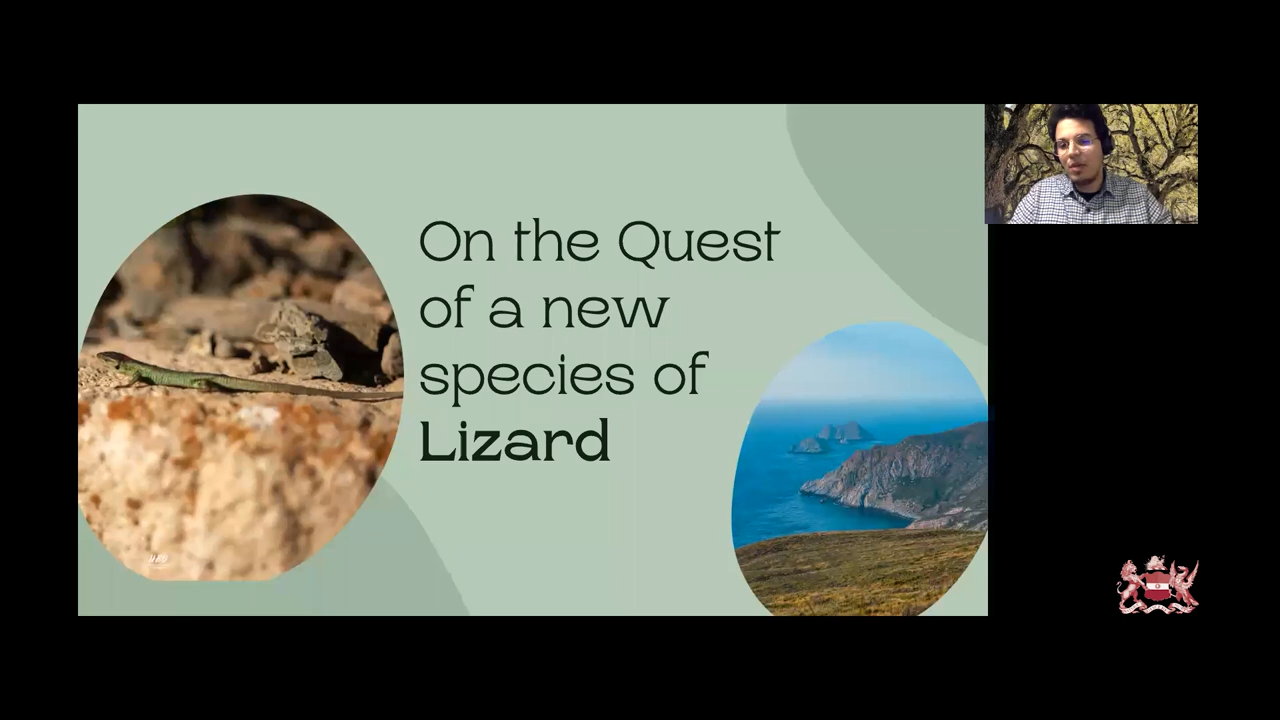 On the Quest
of a new
species of
Lizard